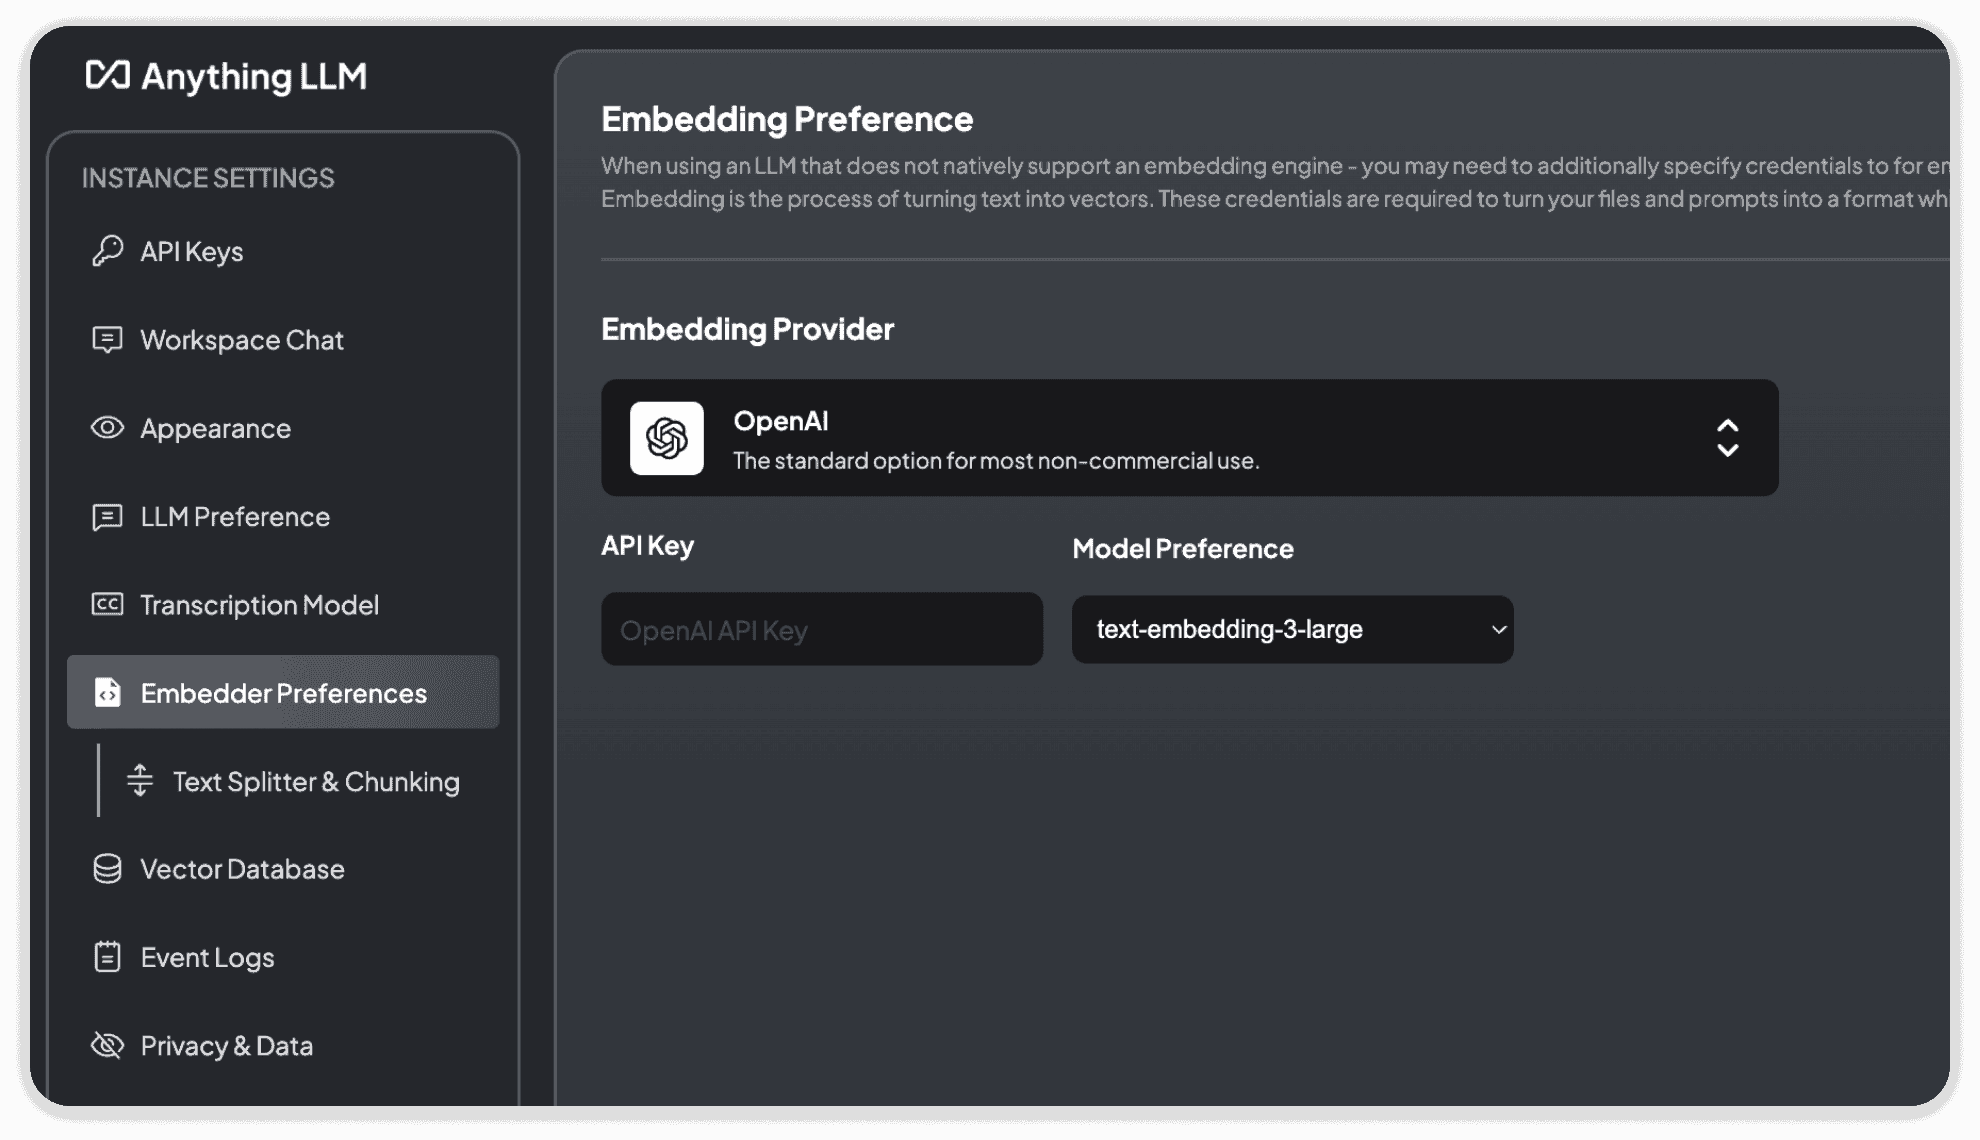 Anything LLM
INSTANCE SETTINGS
API Keys
Workspace Chat
Appearance
LLM Preference
Transcription Model
Embedder Preferences
Text Splitter & Chunking
Vector Database
Event Logs
Privacy & Data
Embedding Preference
When using an LLM that does not natively support an embedding engine - you may need to additionally specify credentials to for
Embedding is the process of turning text into vectors. These credentials are required to turn your files and prompts into a format
Embedding Provider
OpenAI
The standard option for most non-commercial use.
API Key
OpenAI API Key
Model Preference
text-embedding-3-large